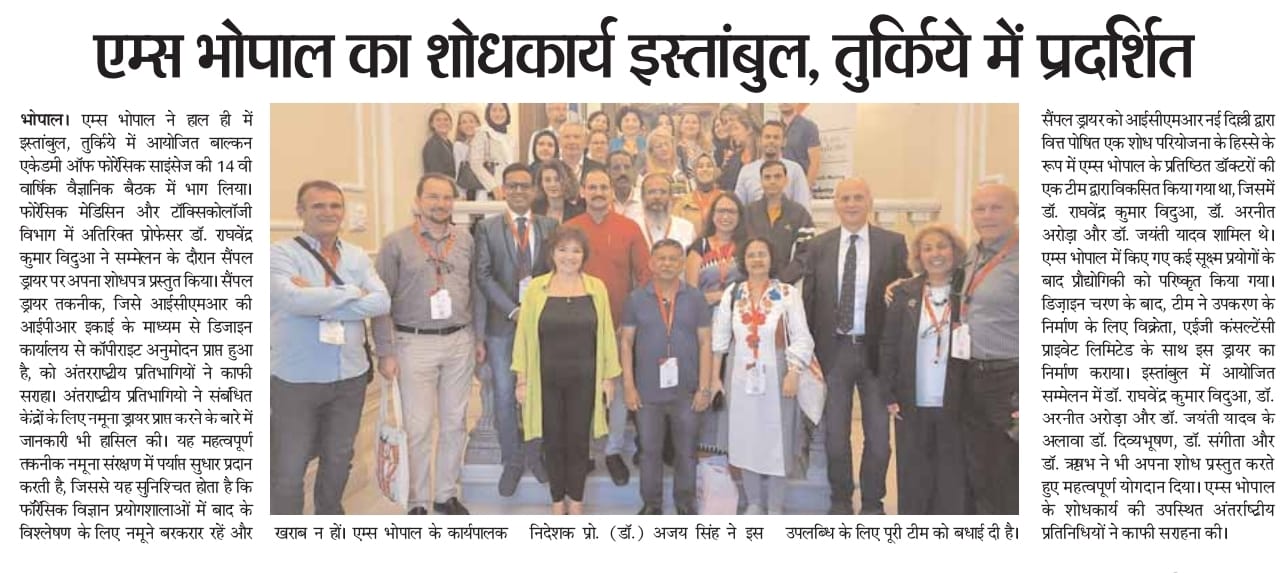 एम्स भोपाल का शोधकार्य इस्तांबुल, तुर्किये में प्रदर्शित
भोपाल। एम्स भोपाल ने हाल ही में
इस्तांबुल, तुर्किये में आयोजित बाल्कन
एकेडमी ऑफ फोरेंसिक साइंसेज की 14 वी
वार्षिक वैज्ञानिक बैठक में भाग लिया।
फोरेंसिक मेडिसिन और टॉक्सिकोलॉजी
विभाग में अतिरिक्त प्रोफेसर डॉ. राघवेंद्र
कुमार विदुआ ने सम्मेलन के दौरान सैंपल
ड्रायर पर अपना शोधपत्र प्रस्तुत किया। सैंपल
ड्रायर तकनीक, जिसे आईसीएमआर की
आईपीआर इकाई के माध्यम से डिजाइन
कार्यालय से कॉपीराइट अनुमोदन प्राप्त हुआ
है, को अंतरराष्ट्रीय प्रतिभागियों ने काफी
सराहा। अंतराष्ट्रीय प्रतिभागियो ने संबंधित
केंद्रों के लिए नमूना ड्रायर प्राप्त करने के बारे में
जानकारी भी हासिल की। यह महत्वपूर्ण
तकनीक नमूना संरक्षण में पर्याप्त सुधार प्रदान
करती है, जिससे यह सुनिश्चित होता है कि
फॉरेंसिक विज्ञान प्रयोगशालाओं में बाद के
विश्लेषण के लिए नमूने बरकरार रहें और
खराब न हों। एम्स भोपाल के कार्यपालक
निदेशक प्रो. (डॉ.) अजय सिंह ने इस
उपलब्धि के लिए पूरी टीम को बधाई दी है।
सैंपल ड्रायर को आईसीएमआर नई दिल्ली द्वारा
वित्त पोषित एक शोध परियोजना के हिस्से के
रूप में एम्स भोपाल के प्रतिष्ठित डॉक्टरों की
एक टीम द्वारा विकसित किया गया था, जिसमें
डॉ. राघवेंद्र कुमार विदुआ, डॉ. अरनीत
अरोड़ा और डॉ. जयंती यादव शामिल थे।
एम्स भोपाल में किए गए कई सूक्ष्म प्रयोगों के
बाद प्रौद्योगिकी को परिष्कृत किया गया।
डिज़ाइन चरण के बाद, टीम ने उपकरण के
निर्माण के लिए विक्रेता, एईजी कंसल्टेंसी
प्राइवेट लिमिटेड के साथ इस ड्रायर का
निर्माण कराया। इस्तांबुल में आयोजित
सम्मेलन में डॉ. राघवेंद्र कुमार विदुआ, डॉ.
अरनीत अरोड़ा और डॉ. जयंती यादव के
अलावा डॉ. दिव्यभूषण, डॉ. संगीता और
डॉ. ऋषभ ने भी अपना शोध प्रस्तुत करते
हुए महत्वपूर्ण योगदान दिया। एम्स भोपाल
के शोधकार्य की उपस्थित अंतर्राष्ट्रीय
प्रतिनिधियों ने काफी सराहना की।